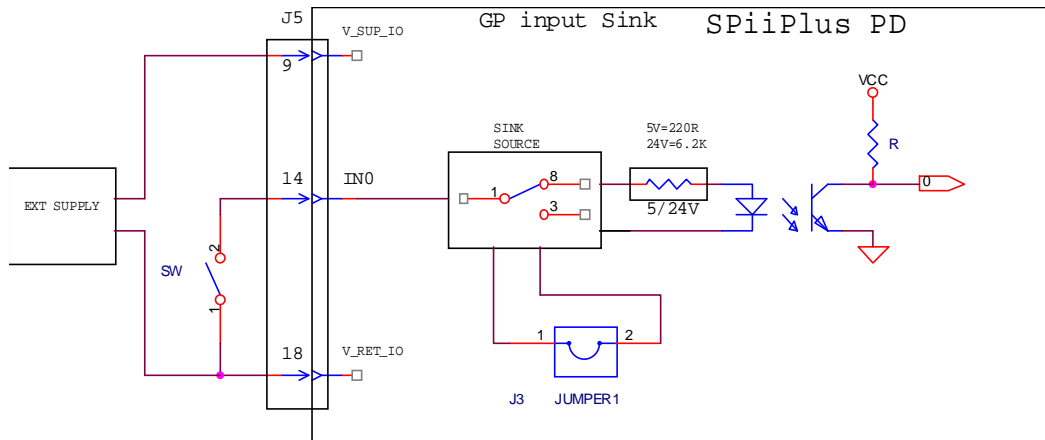 GP input Sink
SPiiPlus PD
J5
V_SUP_IO
9
VCC
SINK
SOURCE
5V=220R
24V=6.2K
R
14
IN0
1
8
3
5/24V
0
EXT SUPPLY
SW
2
1
18
V_RET_IO
1
2
J3
JUMPER1